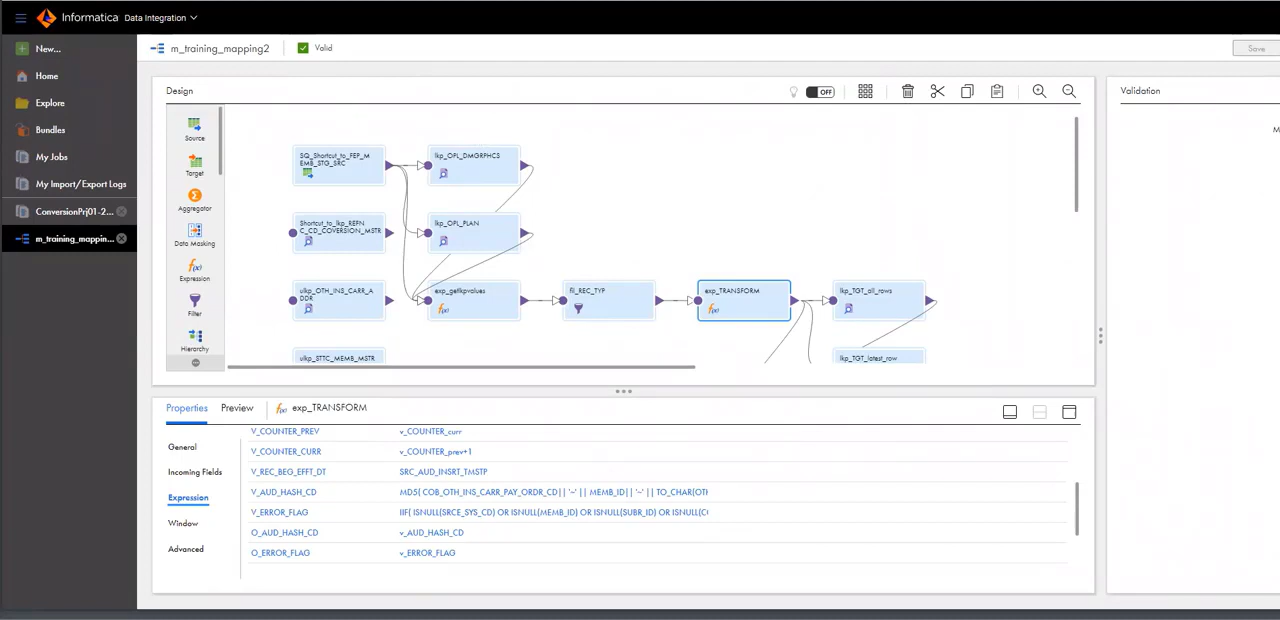 Informatica Data Integration
New...
Home
Explore
Bundles
My Jobs
My Import/Export Logs
ConversionPrj01-2...
m_training_mappin...
m_training_mapping2
Valid
Save
Design
OFF
Source
Target
Aggregator
Data Masking
Expression
Filter
Hierarchy
SQ_Shortcut_to_FEP_M
EMB_STG_SRC
lkp_OPL_DMGRPHCS
Shortcut_to_lkp_REFN
C_CD_COVERSION_MSTR
lkp_OPL_PLAN
ulkp_OTH_INS_CARR_A
DDR
exp_getlkpvalues
fil_REC_TYP
exp_TRANSFORM
lkp_TGT_all_rows
ulkp_STTC_MEMB_MSTR
lkp_TGT_latest_row
Validation
M
Properties
Preview
exp_TRANSFORM
General
Incoming Fields
Expression
Window
Advanced
V_COUNTER_PREV v_COUNTER_curr
V_COUNTER_CURR v_COUNTER_prev+1
V_REC_BEG_EFFT_DT SRC_AUD_INSRT_TMSTP
V_AUD_HASH_CD MD5( COB_OTH_INS_CARR_PAY_ORDR_CD|| '~' || MEMB_ID|| '~' || TO_CHAR(OTH
V_ERROR_FLAG IIF( ISNULL(SRCE_SYS_CD) OR ISNULL(MEMB_ID) OR ISNULL(SUBR_ID) OR ISNULL(C
O_AUD_HASH_CD v_AUD_HASH_CD
O_ERROR_FLAG v_ERROR_FLAG